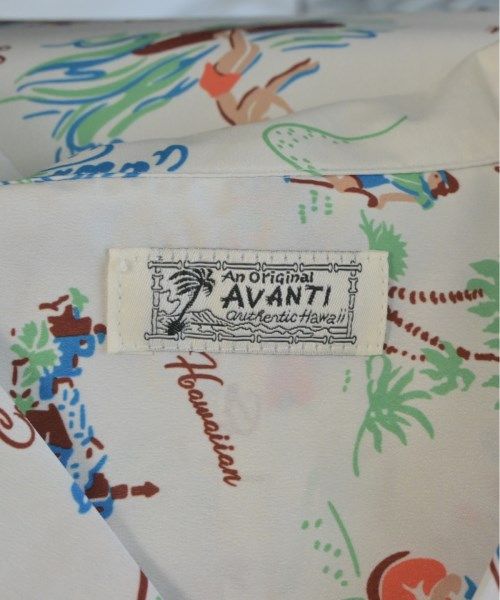 An Original
AVANTI
authentic Hawaii
Hawaiian